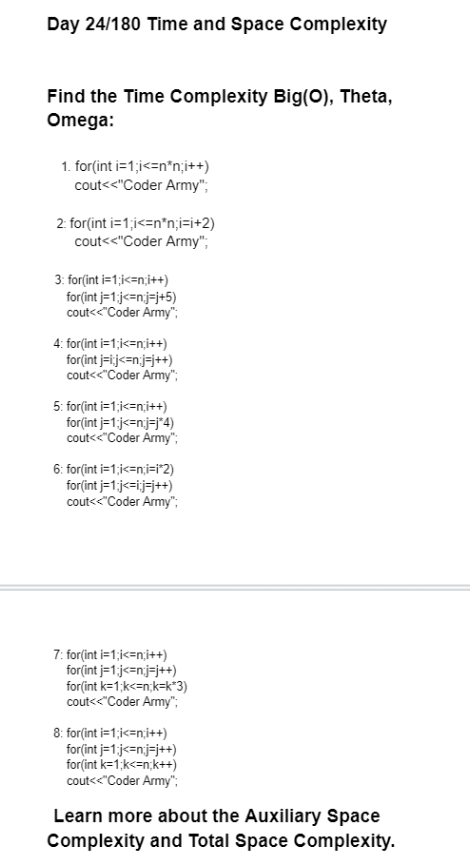 Day 24/180 Time and Space Complexity
Find the Time Complexity Big(O), Theta,
Omega:
1. for(int i=1;i<=n*n;i++)
cout<<"Coder Army";
2: for(int i=1;i<=n*n;i=i+2)
cout<<"Coder Army";
3: for(int i=1;i<=n;i++)
for(int j=1;j<=n;j=j+5)
cout<<"Coder Army";
4: for(int i=1;i<=n;i++)
for(int j=i;j<=n;j=j++)
cout<<"Coder Army";
5: for(int i=1;i<=n;i++)
for(int j=1;j<=n;j=j*4)
cout<<"Coder Army";
6: for(int i=1;i<=n;i=i*2)
for(int j=1;j<=i;j=j++)
cout<<"Coder Army";
7: for(int i=1;i<=n;i++)
for(int j=1;j<=n;j=j++)
for(int k=1;k<=n;k=k*3)
cout<<"Coder Army";
8: for(int i=1;i<=n;i++)
for(int j=1;j<=n;j=j++)
for(int k=1;k<=n;k++)
cout<<"Coder Army";
Learn more about the Auxiliary Space
Complexity and Total Space Complexity.